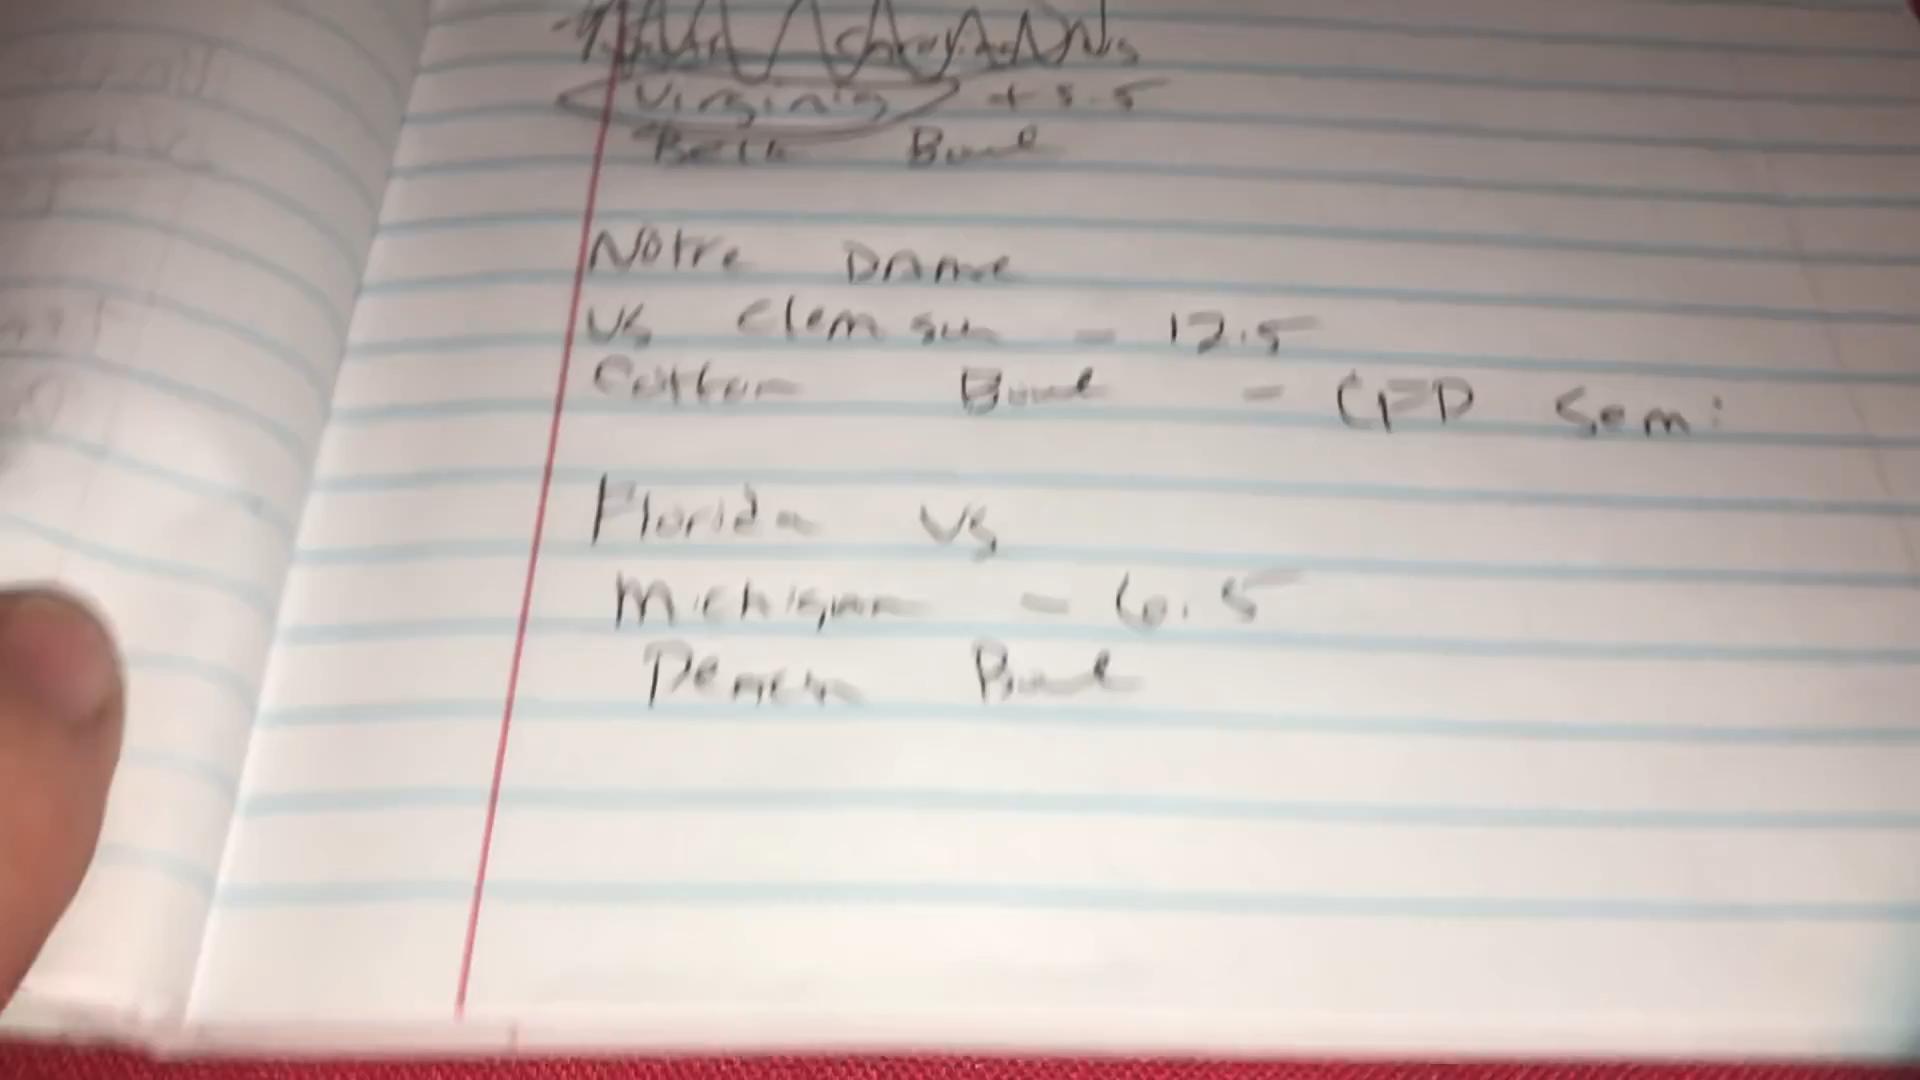 Virginia + 5.5
Belk Bowl
Notre Dame
vs Clemson - 12.5
Cotton Bowl - CFP Semi
Florida vs
Michigan - 6.5
Peach Bowl